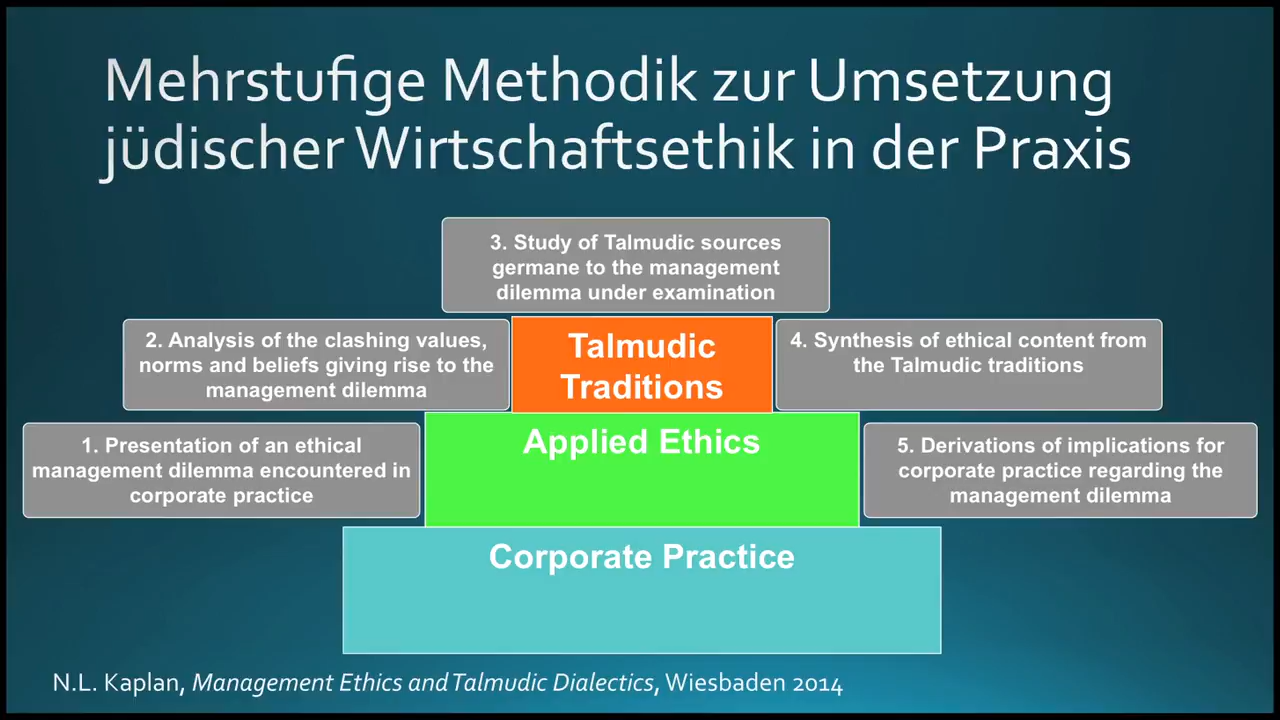 Mehrstufige Methodik zur Umsetzung
jüdischer Wirtschaftsethik in der Praxis
3. Study of Talmudic sources
germane to the management
dilemma under examination
2. Analysis of the clashing values,
norms and beliefs giving rise to the
management dilemma
Talmudic
Traditions
4. Synthesis of ethical content from
the Talmudic traditions
1. Presentation of an ethical
management dilemma encountered in
corporate practice
Applied Ethics
5. Derivations of implications for
corporate practice regarding the
management dilemma
Corporate Practice
N.L. Kaplan, Management Ethics and Talmudic Dialectics, Wiesbaden 2014